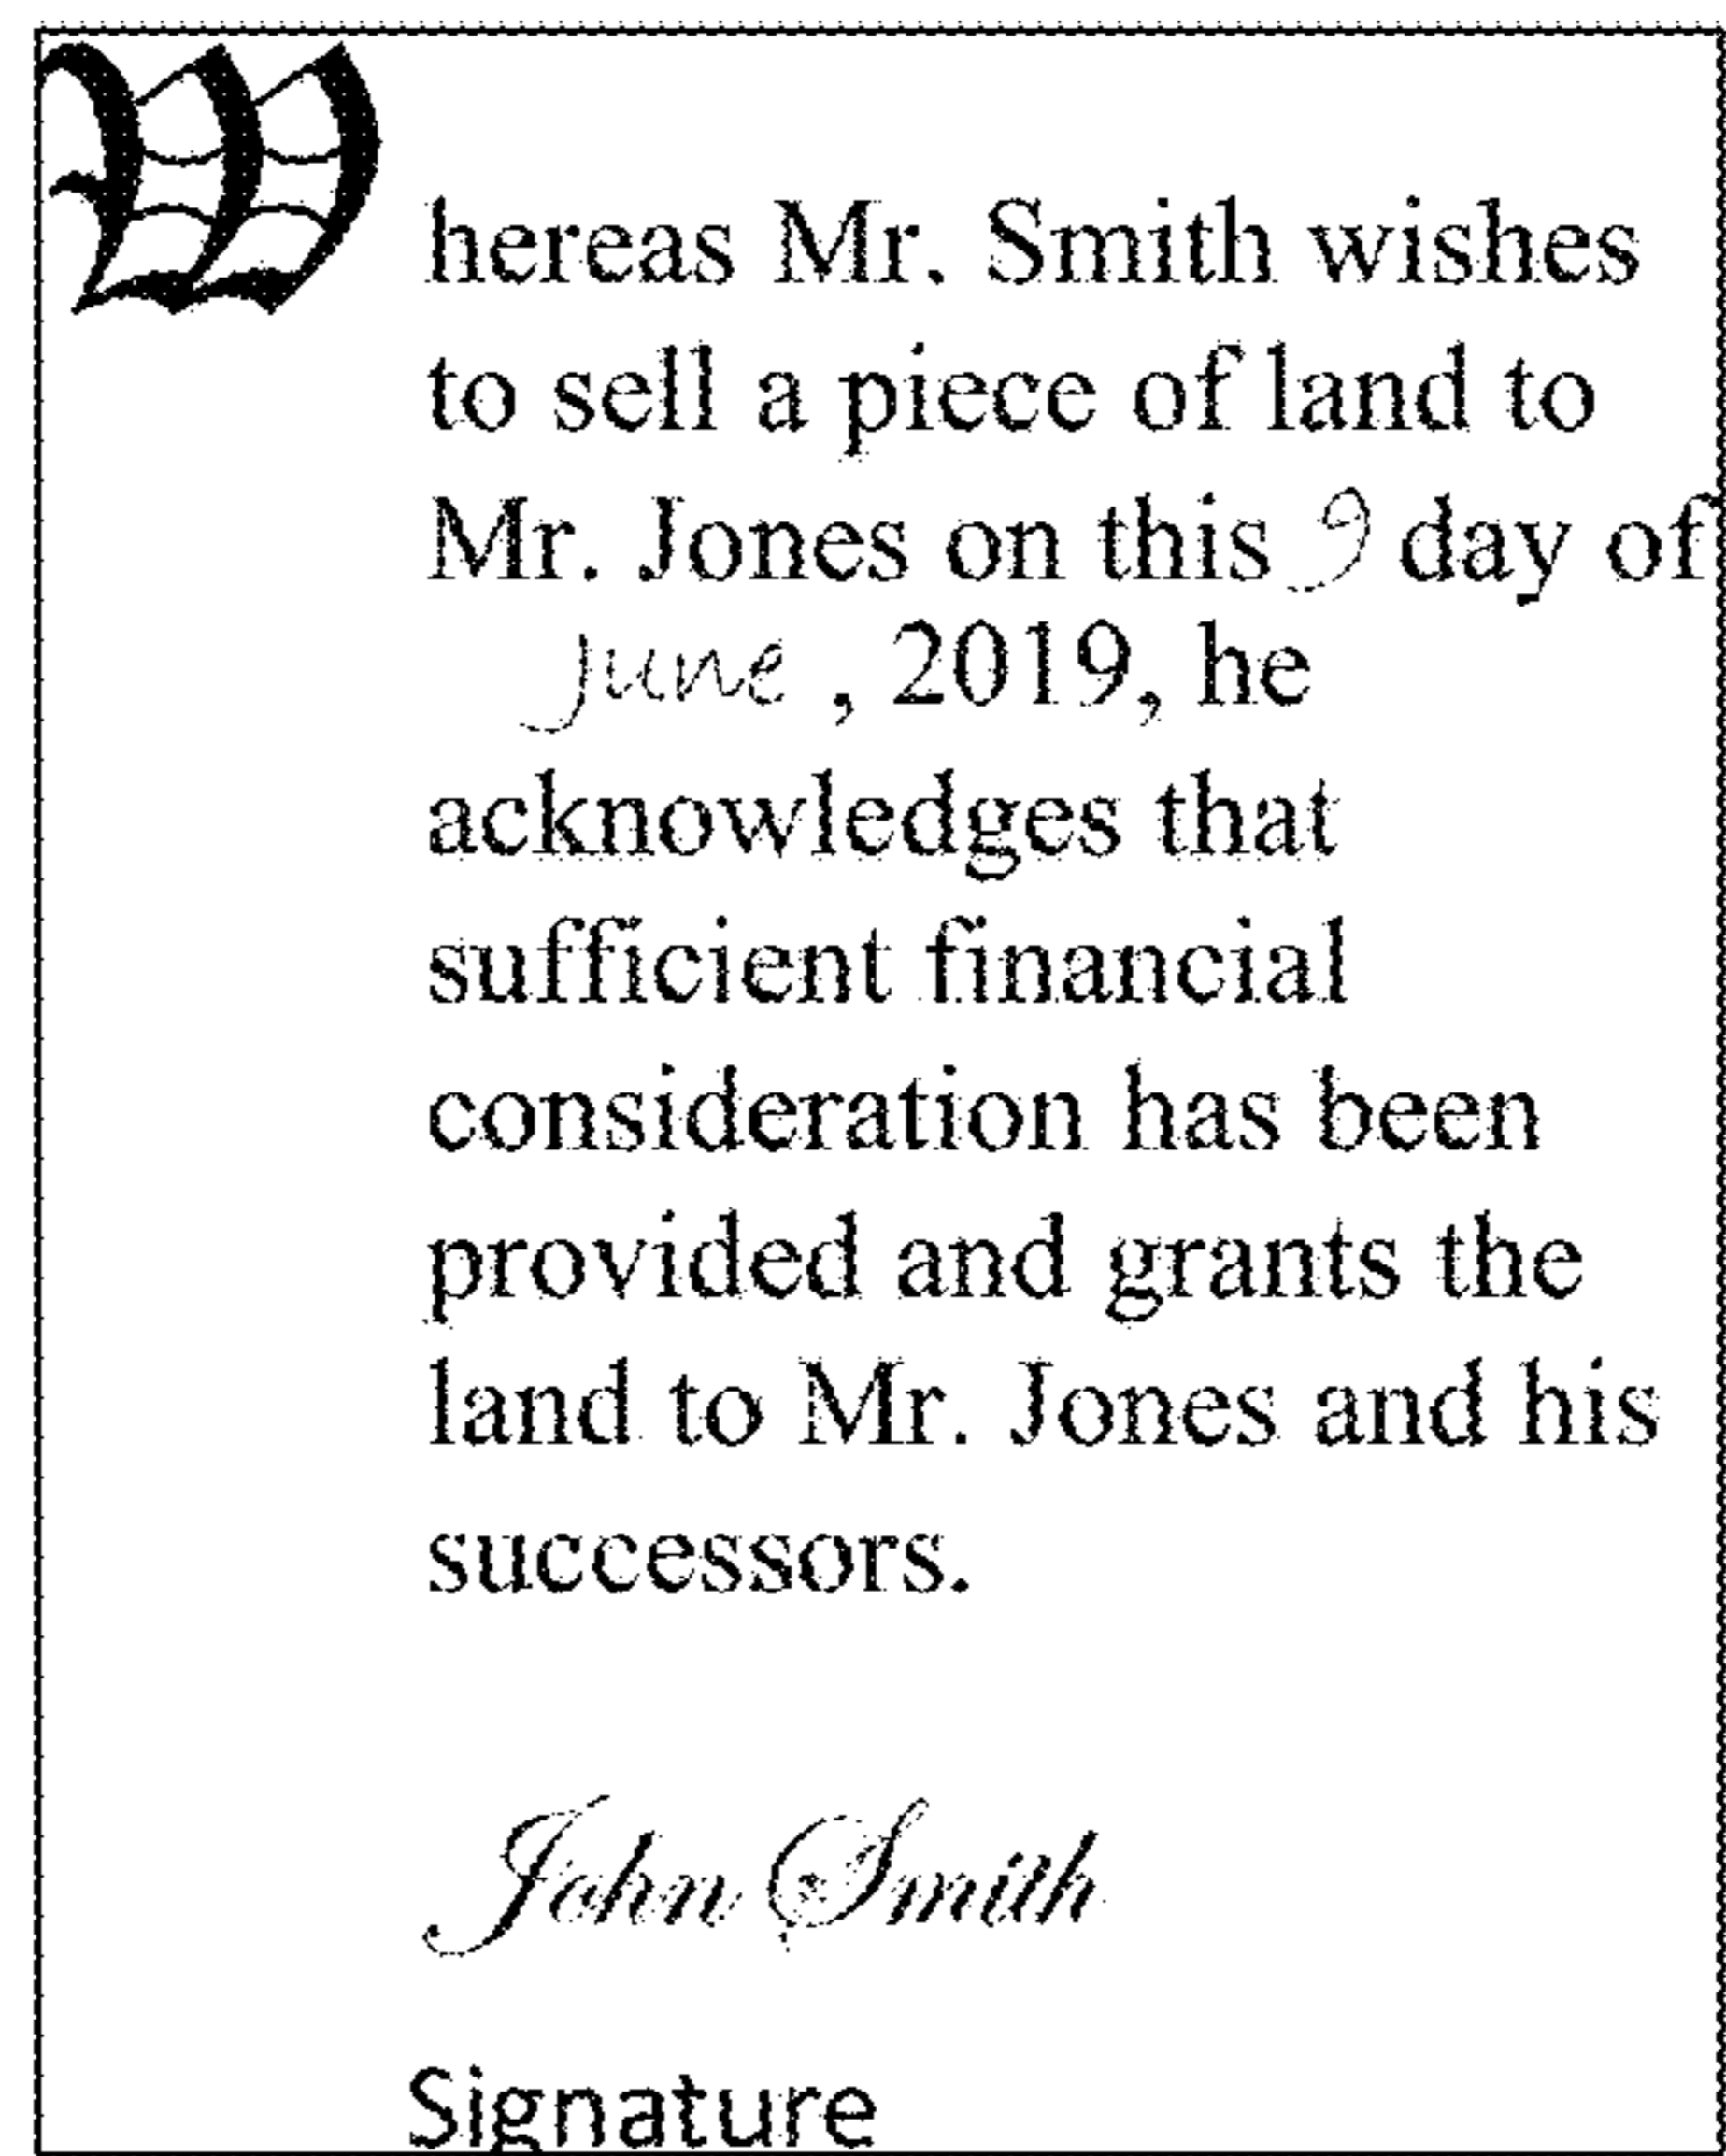 Whereas Mr. Smith wishes
to sell a piece of land to
Mr. Jones on this 9 day of
June, 2019, he
acknowledges that
sufficient financial
consideration has been
provided and grants the
land to Mr. Jones and his
successors.
John Smith
Signature